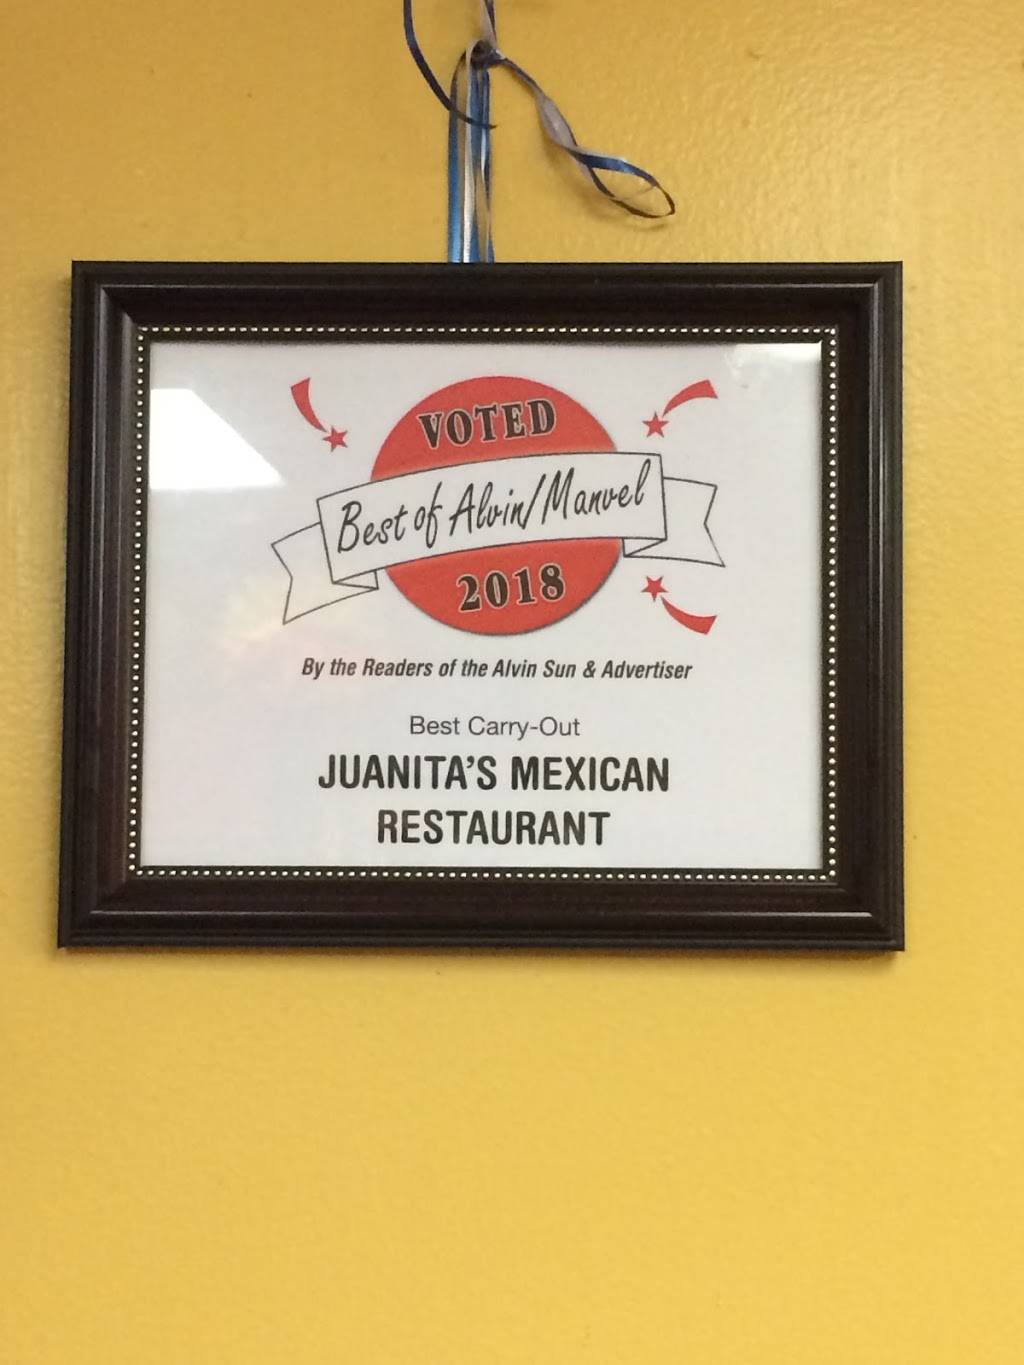 VOTED
Best of Alvin/Manvel
2018
By the Readers of the Alvin Sun & Advertiser
Best Carry-Out
JUANITA'S MEXICAN
RESTAURANT